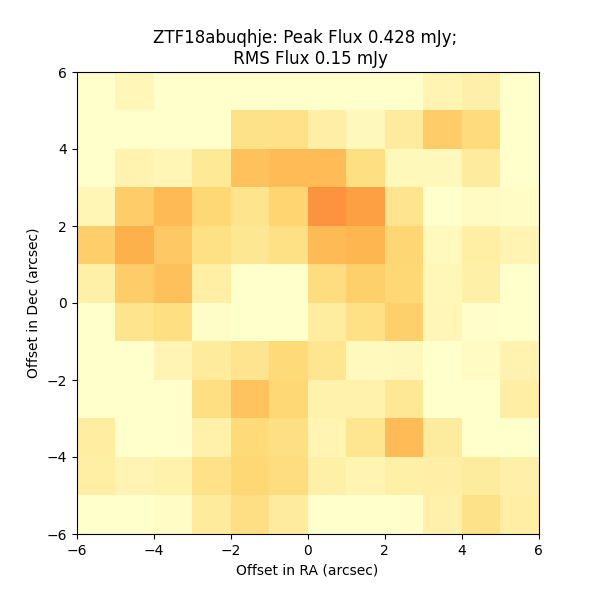 ZTF18abuqhje: Peak Flux 0.428 mJy;
RMS Flux 0.15 mJy
6
4
2
0
−2
−4
−6
Offset in Dec (arcsec)
−6 −4 −2 0 2 4 6
Offset in RA (arcsec)